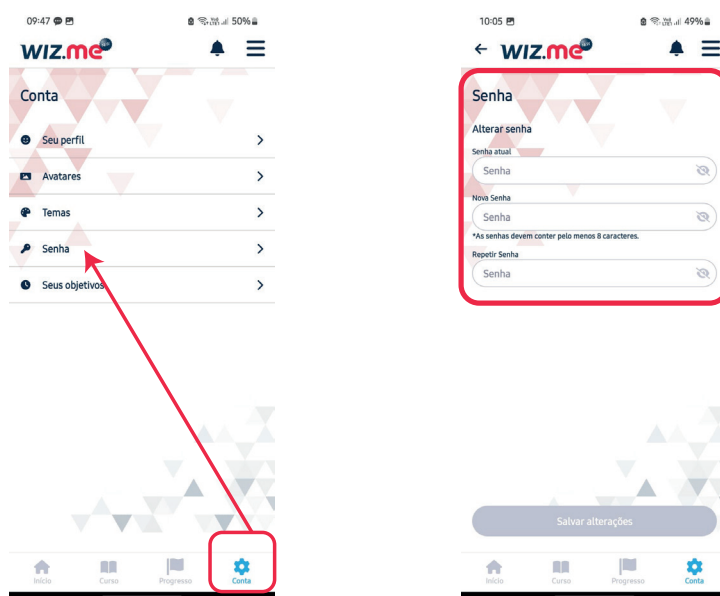 09:47
50%
WIZ.me
Conta
Seu perfil
Avatares
Temas
Senha
Seus objetivos
Início
Curso
Progresso
Conta
10:05
49%
WIZ.me
Senha
Alterar senha
Senha atual
Senha
Nova Senha
Senha
*As senhas devem conter pelo menos 8 caracteres.
Repetir Senha
Senha
Salvar alterações
Início
Curso
Progresso
Conta